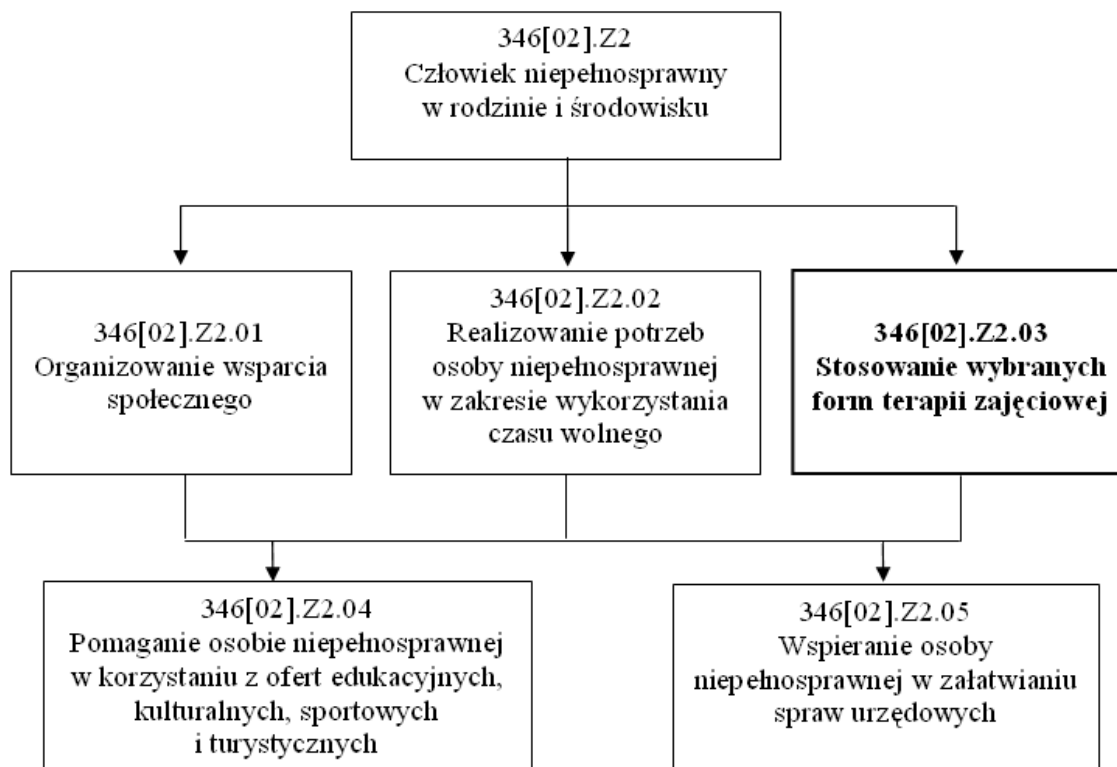 346[02].Z2
Człowiek niepełnosprawny
w rodzinie i środowisku
346[02].Z2.01
Organizowanie wsparcia
społecznego
346[02].Z2.02
Realizowanie potrzeb
osoby niepełnosprawnej
w zakresie wykorzystania
czasu wolnego
346[02].Z2.03
Stosowanie wybranych
form terapii zajęciowej
346[02].Z2.04
Pomaganie osobie niepełnosprawnej
w korzystaniu z ofert edukacyjnych,
kulturalnych, sportowych
i turystycznych
346[02].Z2.05
Wspieranie osoby
niepełnosprawnej w załatwianiu
spraw urzędowych